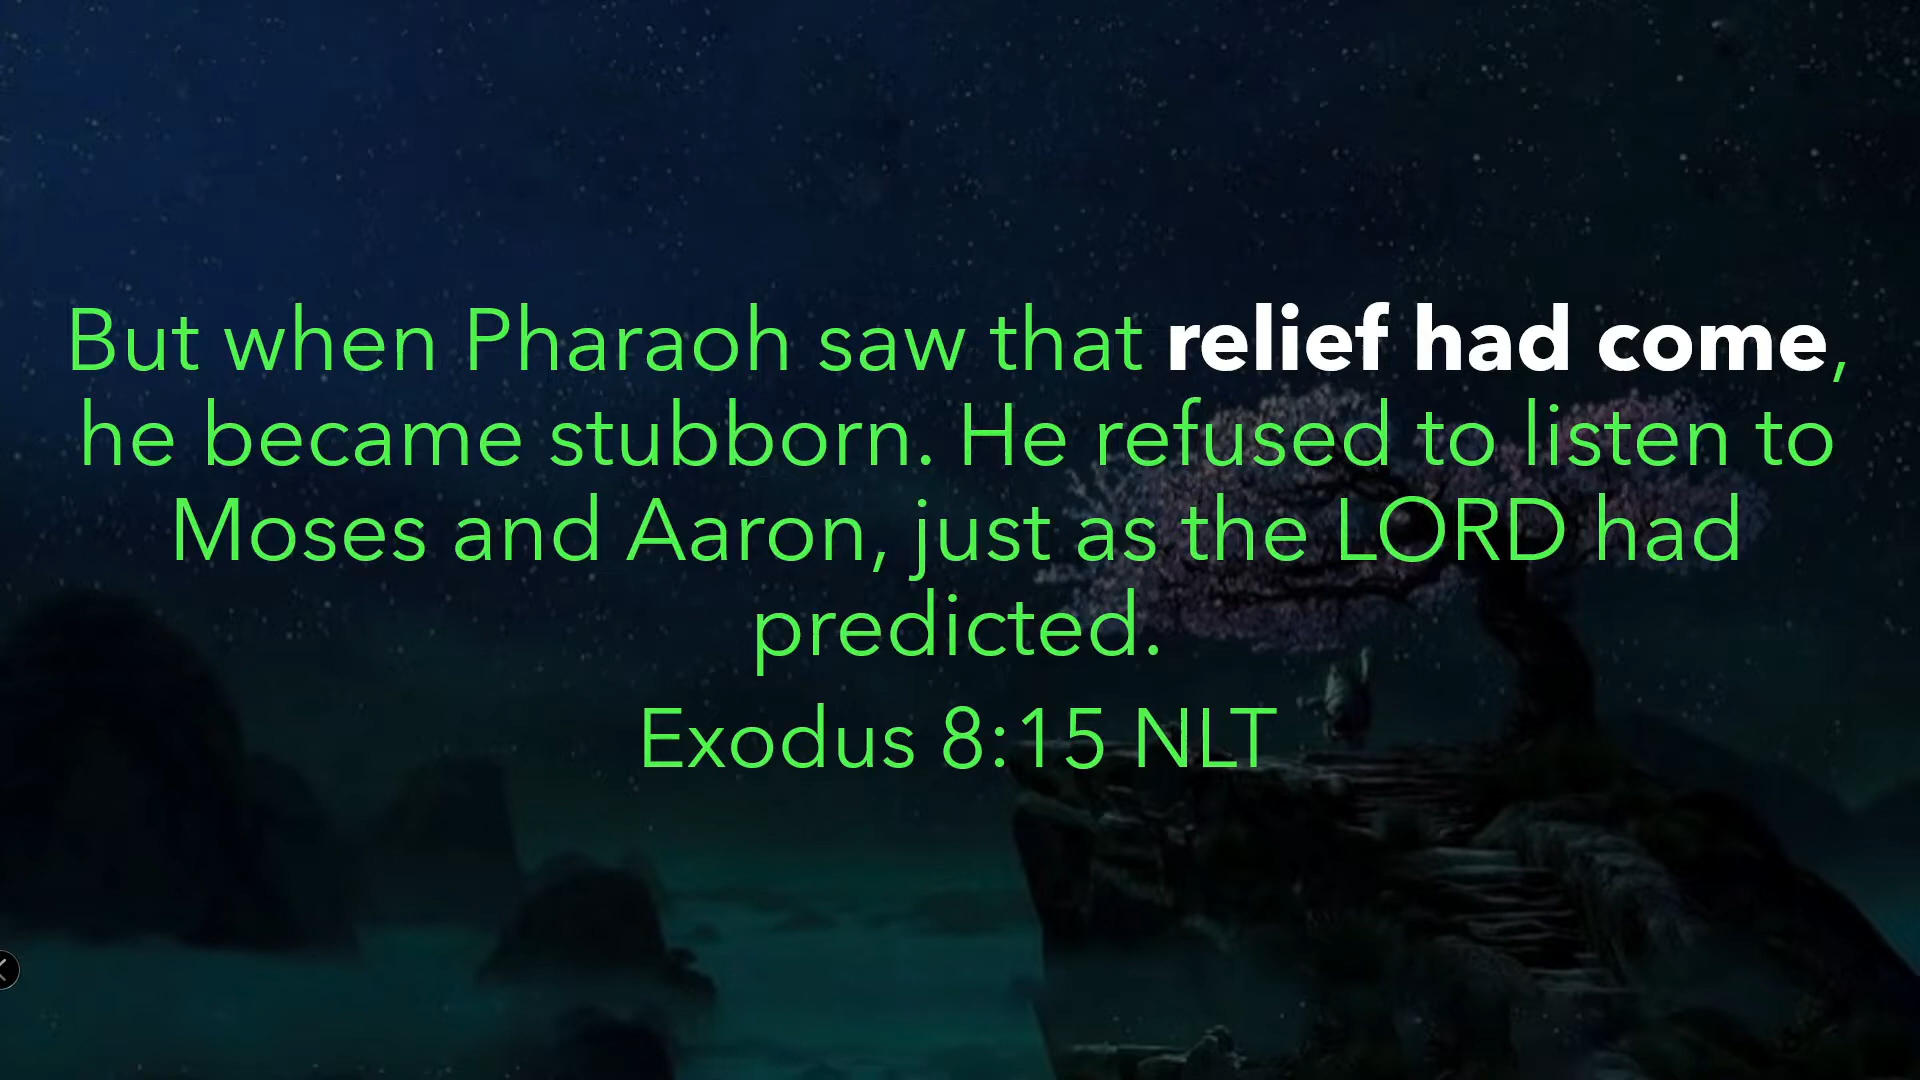 But when Pharaoh saw that relief had come,
he became stubborn. He refused to listen to
Moses and Aaron, just as the LORD had
predicted.
Exodus 8:15 NLT